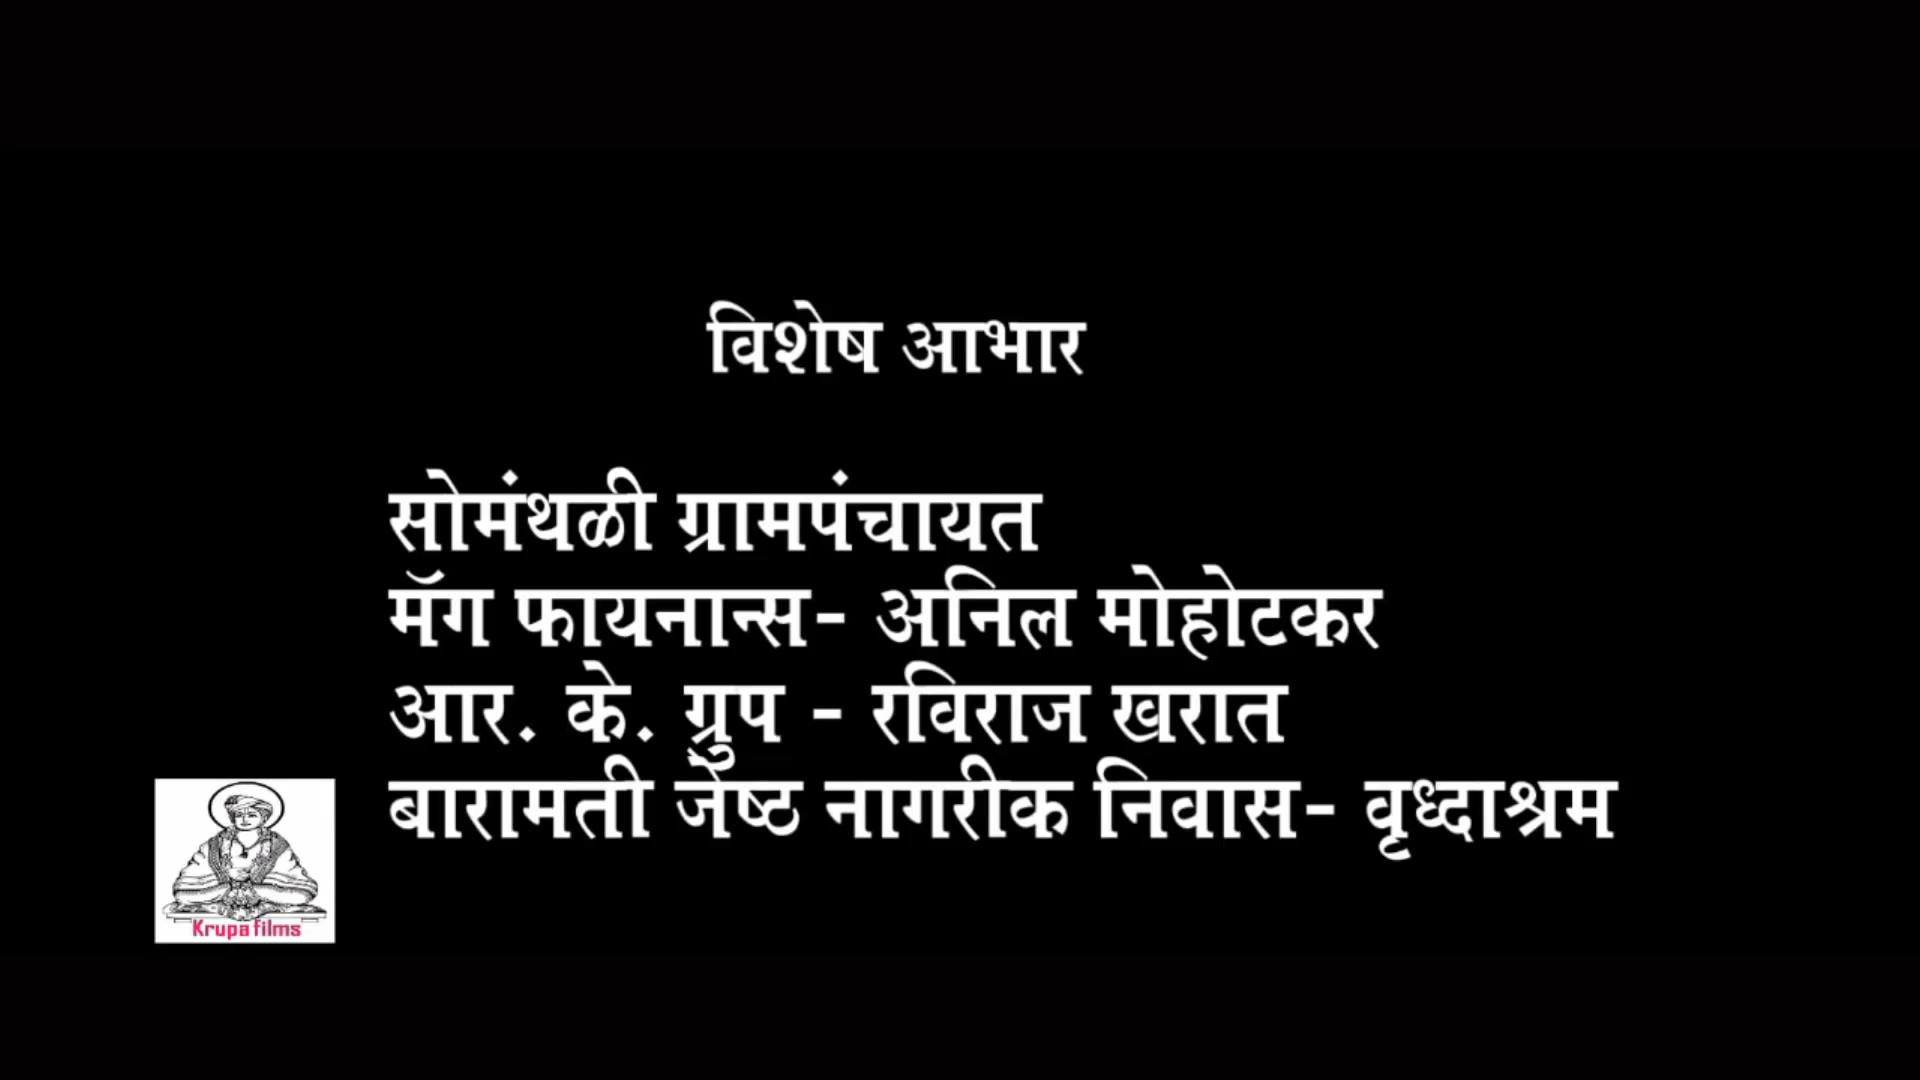 विशेष आभार
सोमंथळी ग्रामपंचायत
मॅग फायनान्स- अनिल मोहोटकर
आर. के. ग्रुप - रविराज खरात
बारामती जेष्ठ नागरीक निवास- वृध्दाश्रम
Krupa films